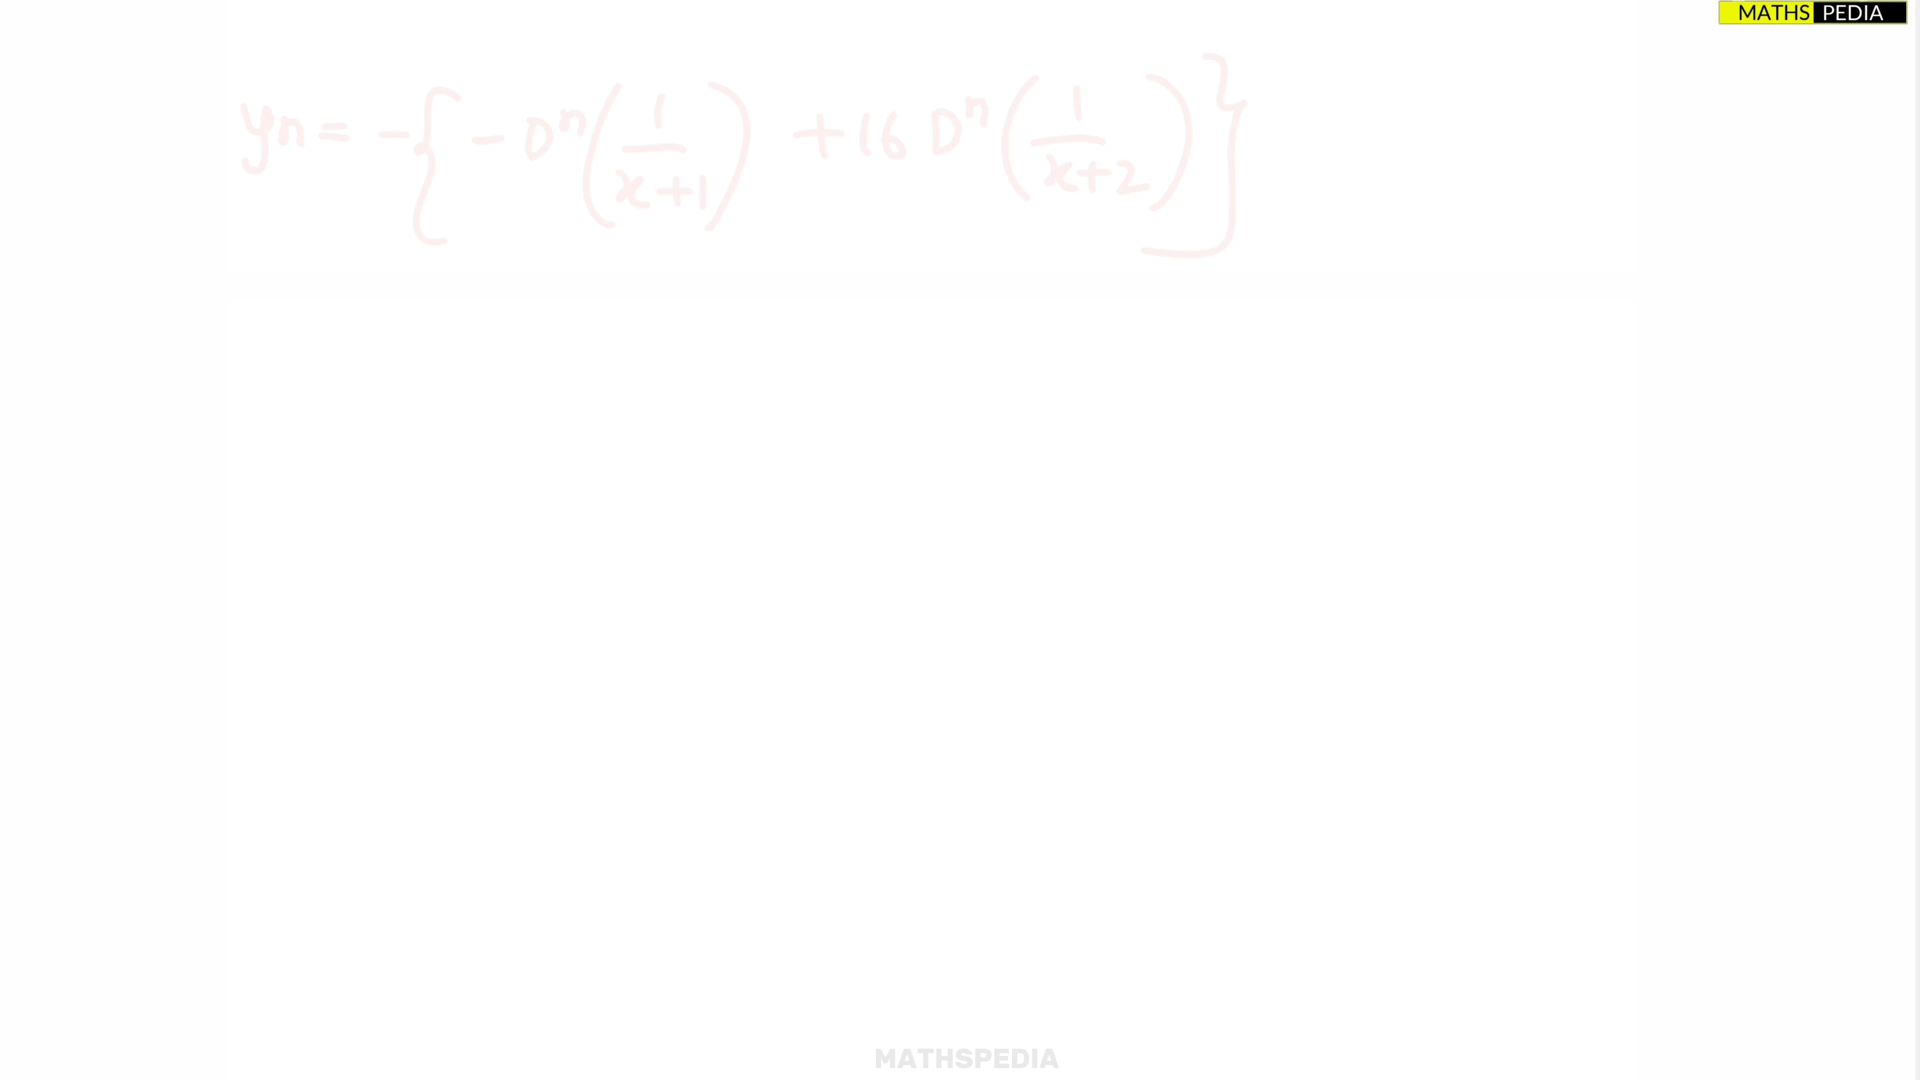 MATHS PEDIA
yn = -{ - Dⁿ(1/(x+1)) + 16 Dⁿ(1/(x+2)) }
MATHSPEDIA